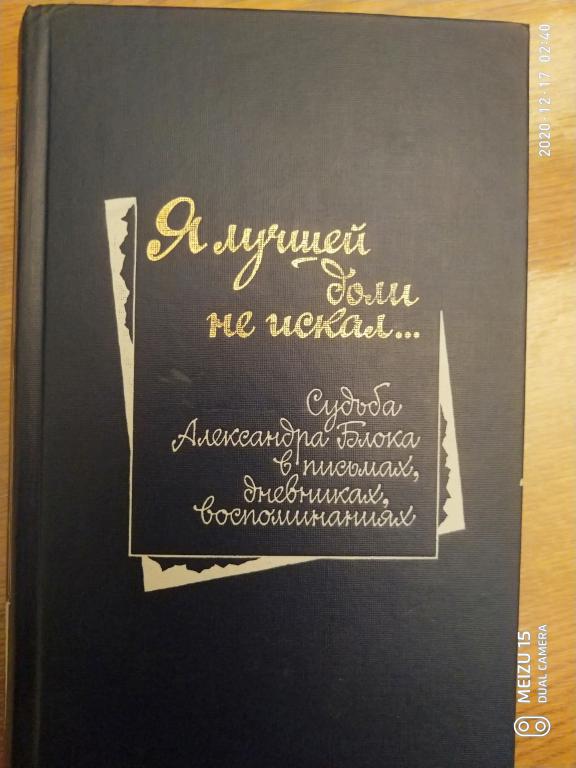 Я лучшей
доли
не искал...
Судьба
Александра Блока
в письмах,
дневниках,
воспоминаниях
2020-12-17 02:40
MEIZU 15
DUAL CAMERA